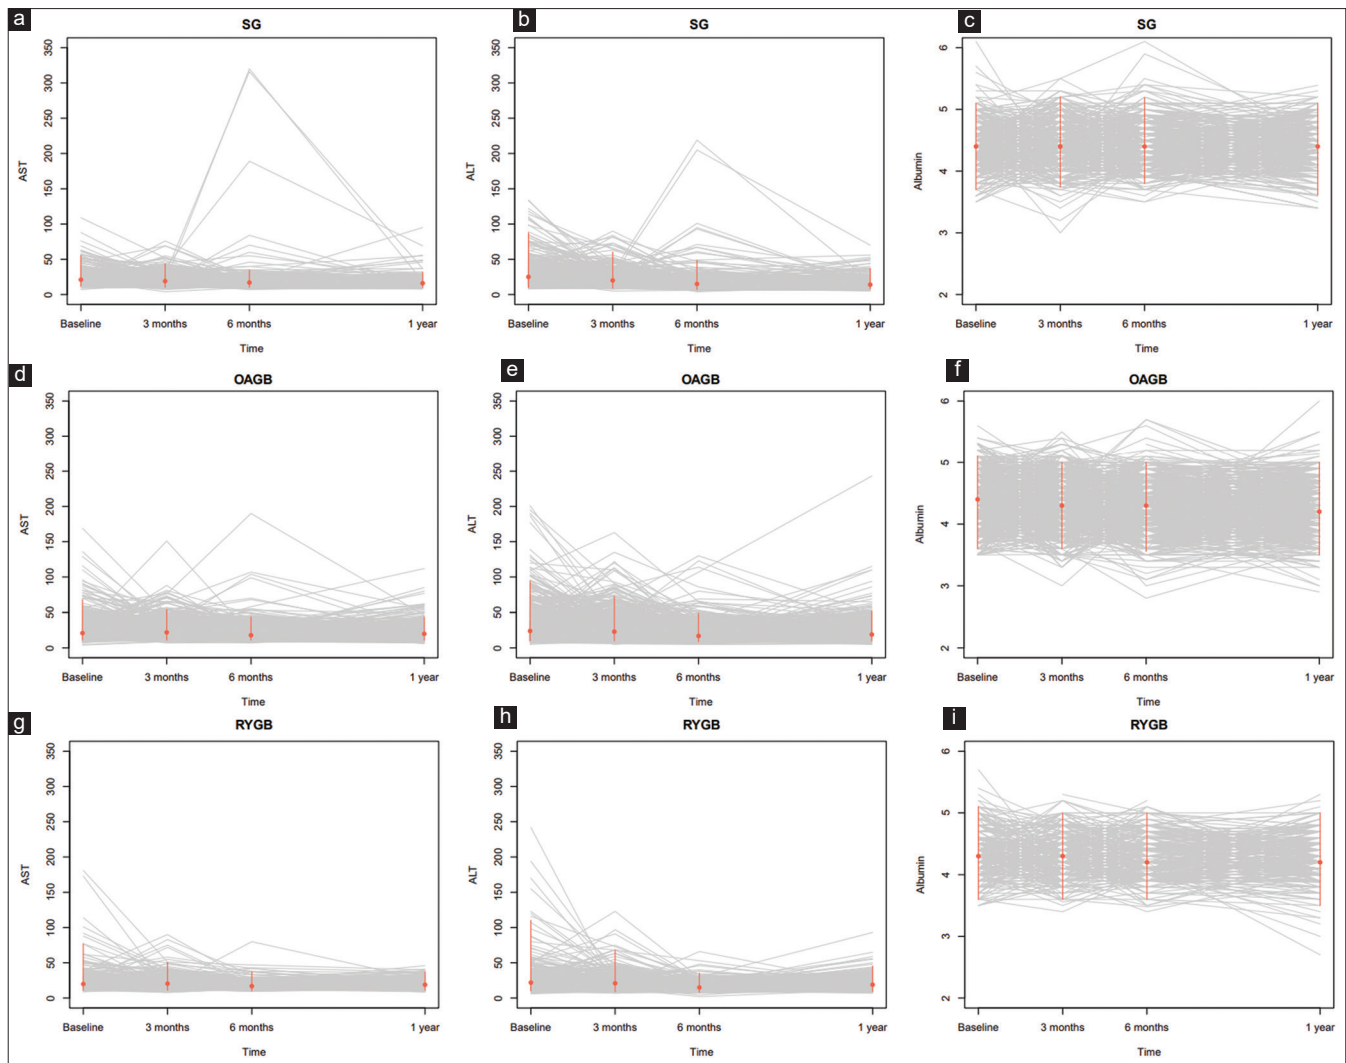 a
SG
AST
0 50 100 150 200 250 300 350
Baseline 3 months 6 months 1 year
Time
b
SG
ALT
0 50 100 150 200 250 300 350
Baseline 3 months 6 months 1 year
Time
c
SG
Albumin
2 3 4 5 6
Baseline 3 months 6 months 1 year
Time
d
OAGB
AST
0 50 100 150 200 250 300 350
Baseline 3 months 6 months 1 year
Time
e
OAGB
ALT
0 50 100 150 200 250 300 350
Baseline 3 months 6 months 1 year
Time
f
OAGB
Albumin
2 3 4 5 6
Baseline 3 months 6 months 1 year
Time
g
RYGB
AST
0 50 100 150 200 250 300 350
Baseline 3 months 6 months 1 year
Time
h
RYGB
ALT
0 50 100 150 200 250 300 350
Baseline 3 months 6 months 1 year
Time
i
RYGB
Albumin
2 3 4 5 6
Baseline 3 months 6 months 1 year
Time